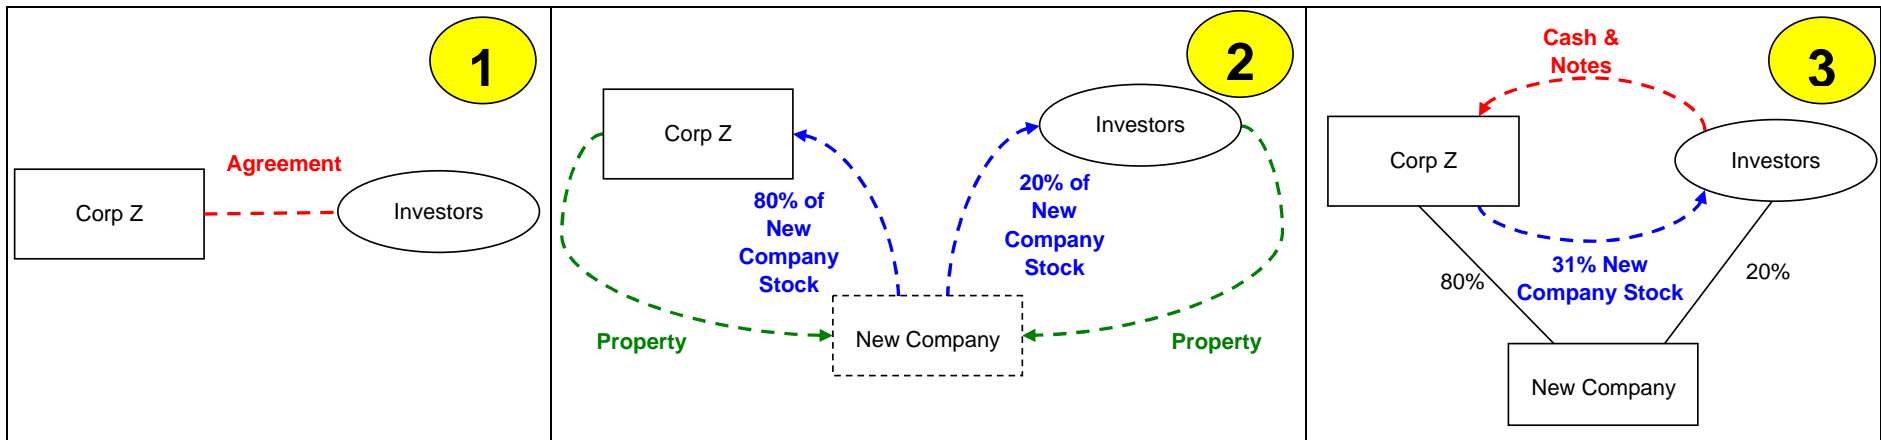 1
Agreement
Corp Z
Investors
2
Corp Z
Investors
80% of
New
Company
Stock
20% of
New
Company
Stock
Property
New Company
Property
3
Cash &
Notes
Corp Z
Investors
31% New
Company Stock
80%
20%
New Company